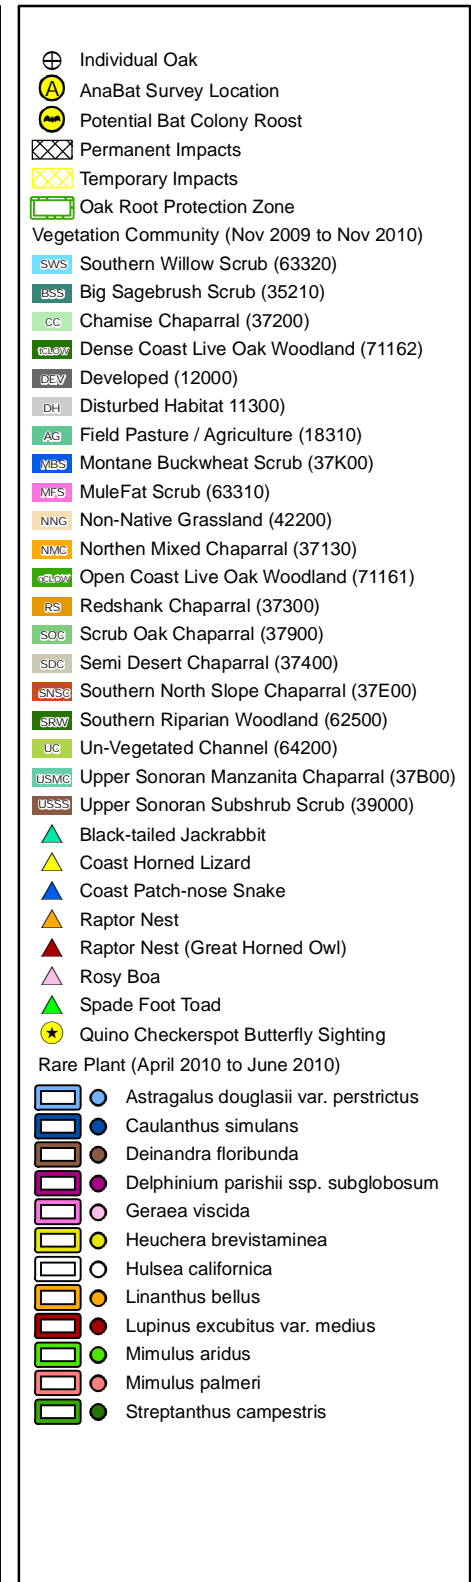 Individual Oak
A AnaBat Survey Location
Potential Bat Colony Roost
Permanent Impacts
Temporary Impacts
Oak Root Protection Zone
Vegetation Community (Nov 2009 to Nov 2010)
SWS Southern Willow Scrub (63320)
BSS Big Sagebrush Scrub (35210)
CC Chamise Chaparral (37200)
tCLOW Dense Coast Live Oak Woodland (71162)
DEV Developed (12000)
DH Disturbed Habitat 11300)
AG Field Pasture / Agriculture (18310)
MBS Montane Buckwheat Scrub (37K00)
MFS MuleFat Scrub (63310)
NNG Non-Native Grassland (42200)
NMC Northen Mixed Chaparral (37130)
oCLOW Open Coast Live Oak Woodland (71161)
RS Redshank Chaparral (37300)
SOC Scrub Oak Chaparral (37900)
SDC Semi Desert Chaparral (37400)
SNSC Southern North Slope Chaparral (37E00)
SRW Southern Riparian Woodland (62500)
UC Un-Vegetated Channel (64200)
USMC Upper Sonoran Manzanita Chaparral (37B00)
USSS Upper Sonoran Subshrub Scrub (39000)
Black-tailed Jackrabbit
Coast Horned Lizard
Coast Patch-nose Snake
Raptor Nest
Raptor Nest (Great Horned Owl)
Rosy Boa
Spade Foot Toad
Quino Checkerspot Butterfly Sighting
Rare Plant (April 2010 to June 2010)
Astragalus douglasii var. perstrictus
Caulanthus simulans
Deinandra floribunda
Delphinium parishii ssp. subglobosum
Geraea viscida
Heuchera brevistaminea
Hulsea californica
Linanthus bellus
Lupinus excubitus var. medius
Mimulus aridus
Mimulus palmeri
Streptanthus campestris